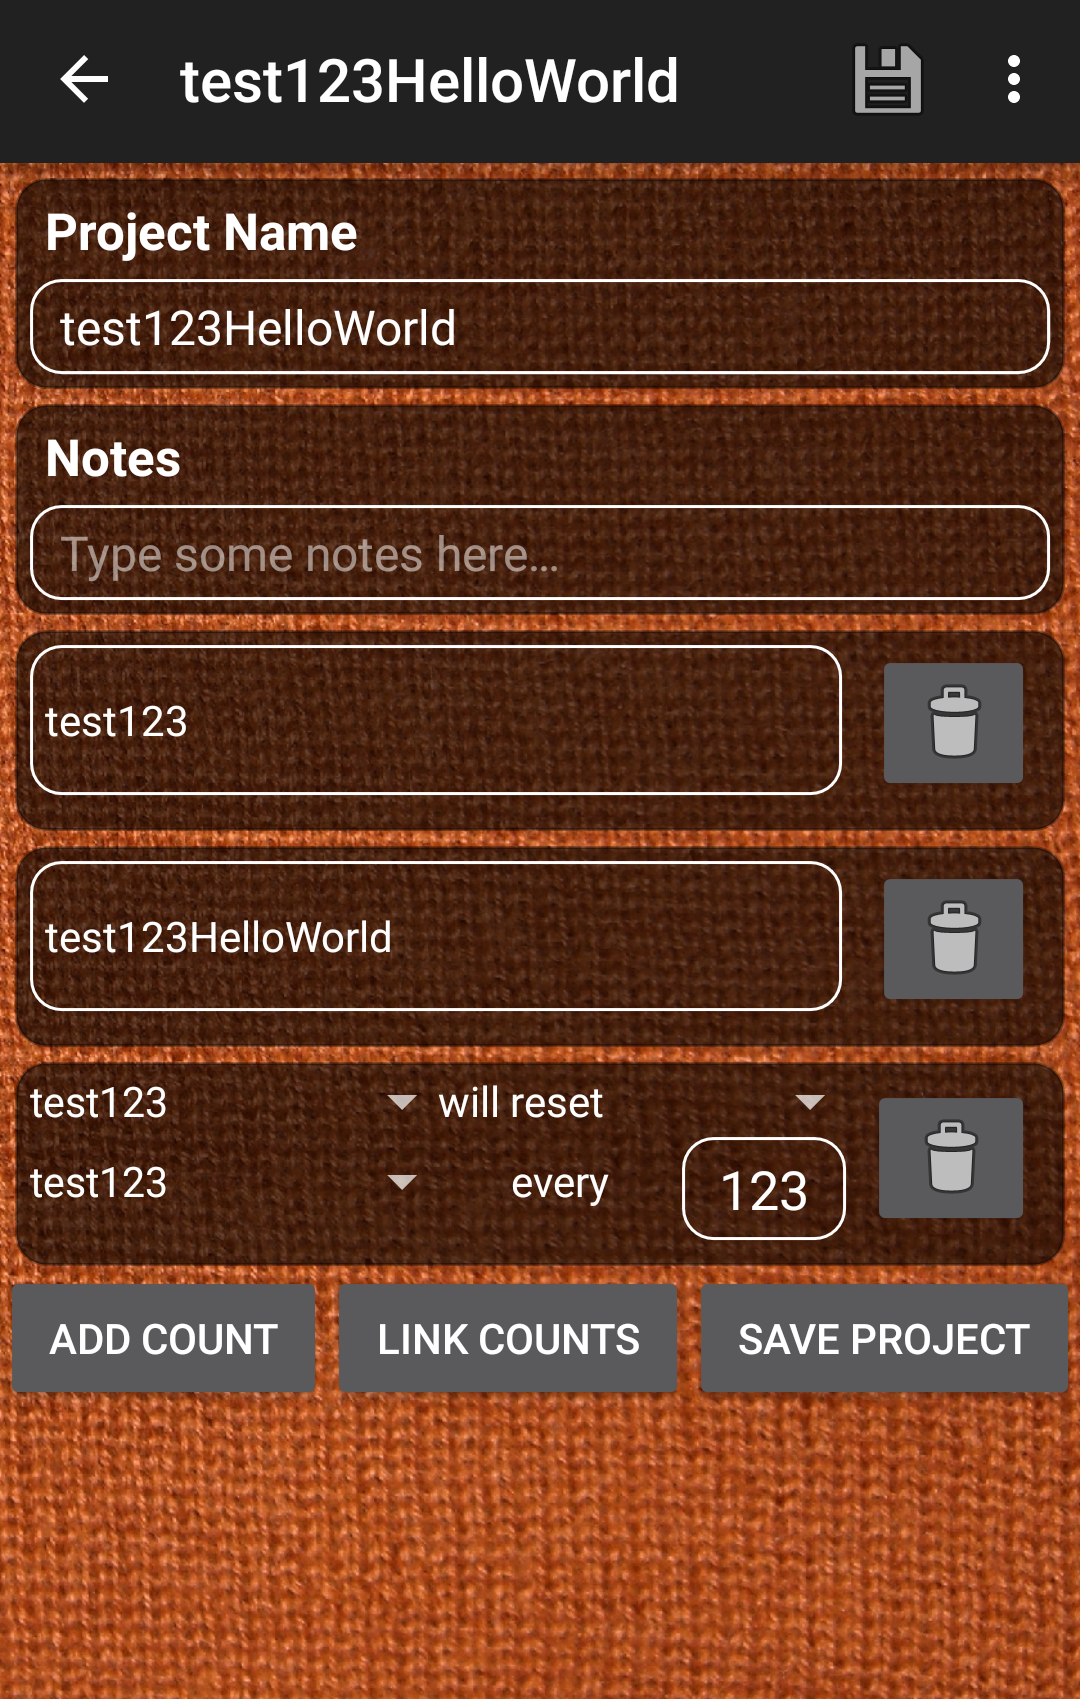 test123HelloWorld
Project Name
test123HelloWorld
Notes
Type some notes here…
test123
test123HelloWorld
test123 will reset
test123 every 123
ADD COUNT LINK COUNTS SAVE PROJECT